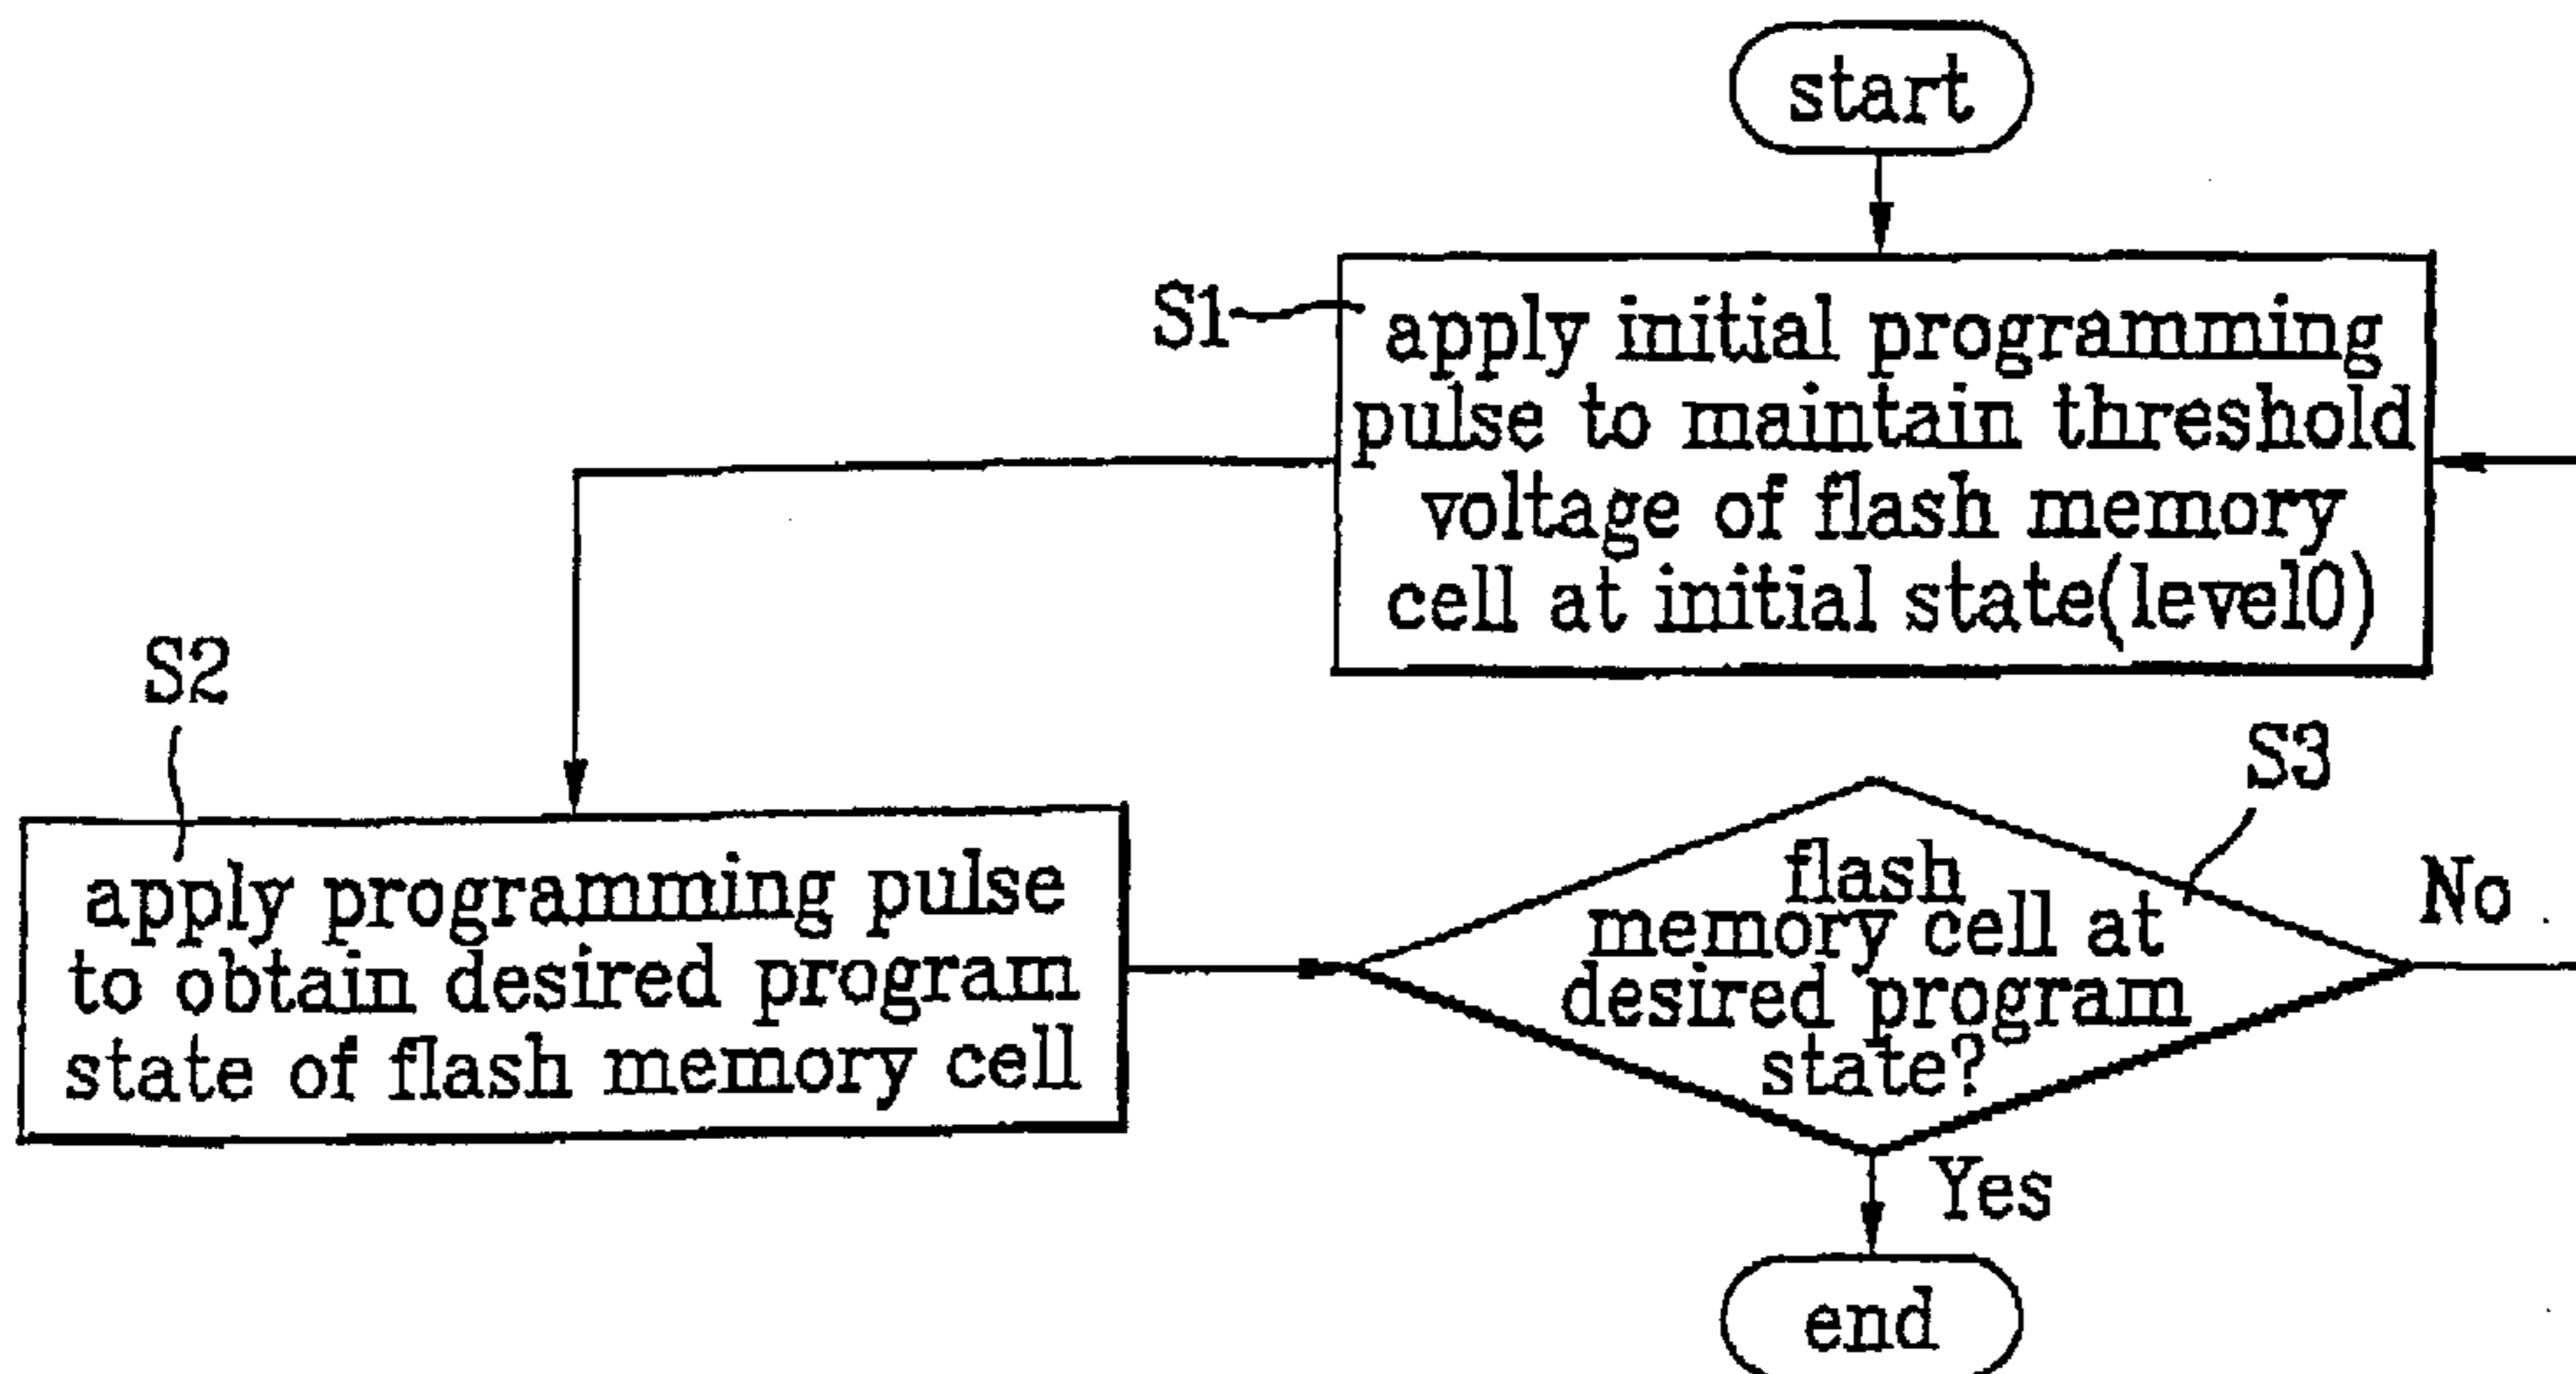 start
S1
apply initial programming
pulse to maintain threshold
voltage of flash memory
cell at initial state(level0)
S2
apply programming pulse
to obtain desired program
state of flash memory cell
S3
flash
memory cell at
desired program
state?
No
Yes
end